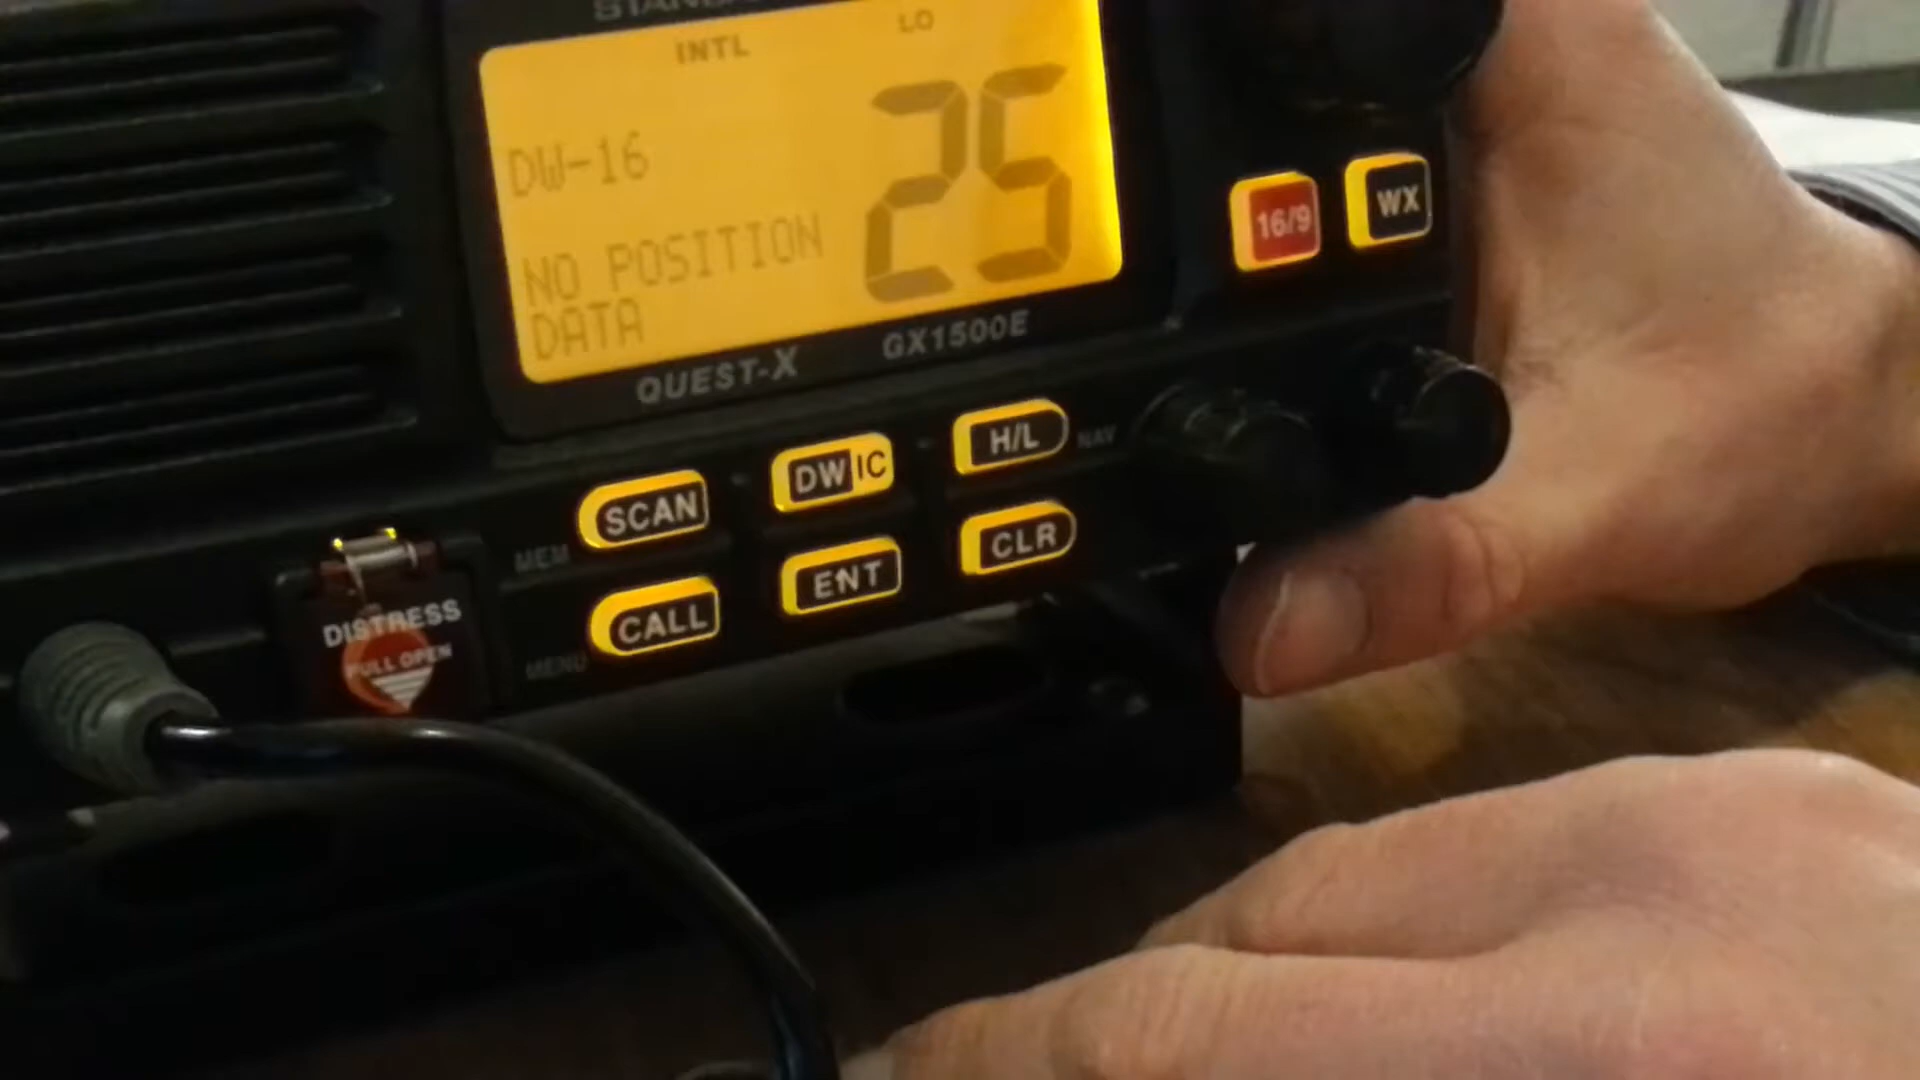 INTL LO
DW-16 25
NO POSITION
DATA
QUEST-X GX1500E
16/9 WX
SCAN DW IC H/L NAV
MEM
CALL ENT CLR
MENU
DISTRESS
PULL OPEN